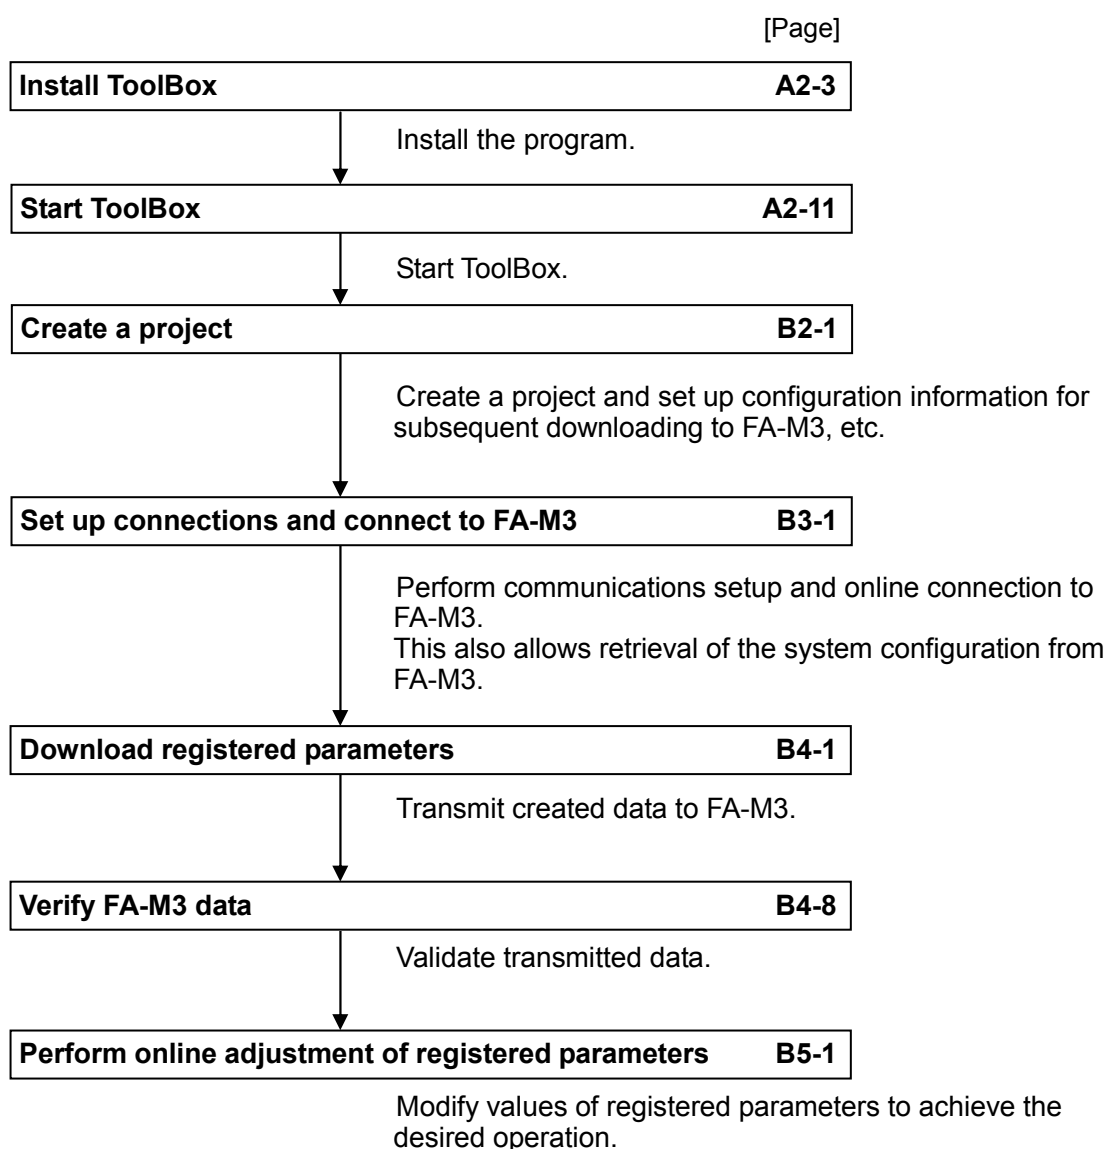 [Page]
Install ToolBox A2-3
Install the program.
Start ToolBox A2-11
Start ToolBox.
Create a project B2-1
Create a project and set up configuration information for
subsequent downloading to FA-M3, etc.
Set up connections and connect to FA-M3 B3-1
Perform communications setup and online connection to
FA-M3.
This also allows retrieval of the system configuration from
FA-M3.
Download registered parameters B4-1
Transmit created data to FA-M3.
Verify FA-M3 data B4-8
Validate transmitted data.
Perform online adjustment of registered parameters B5-1
Modify values of registered parameters to achieve the
desired operation.